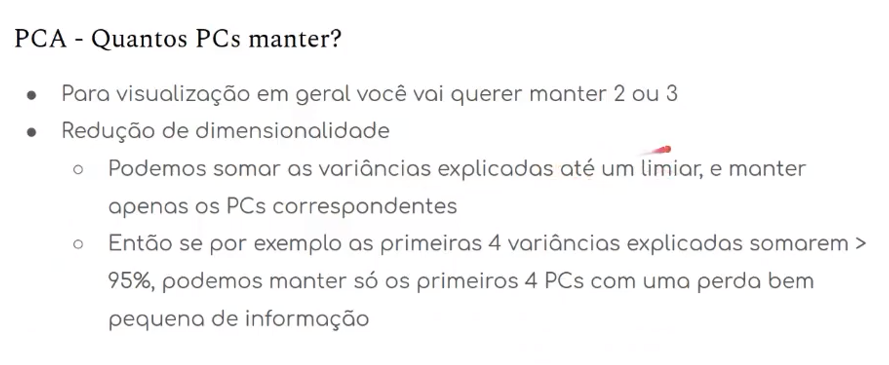 PCA - Quantos PCs manter?
● Para visualização em geral você vai querer manter 2 ou 3
● Redução de dimensionalidade
○ Podemos somar as variâncias explicadas até um limiar, e manter
apenas os PCs correspondentes
○ Então se por exemplo as primeiras 4 variâncias explicadas somarem >
95%, podemos manter só os primeiros 4 PCs com uma perda bem
pequena de informação